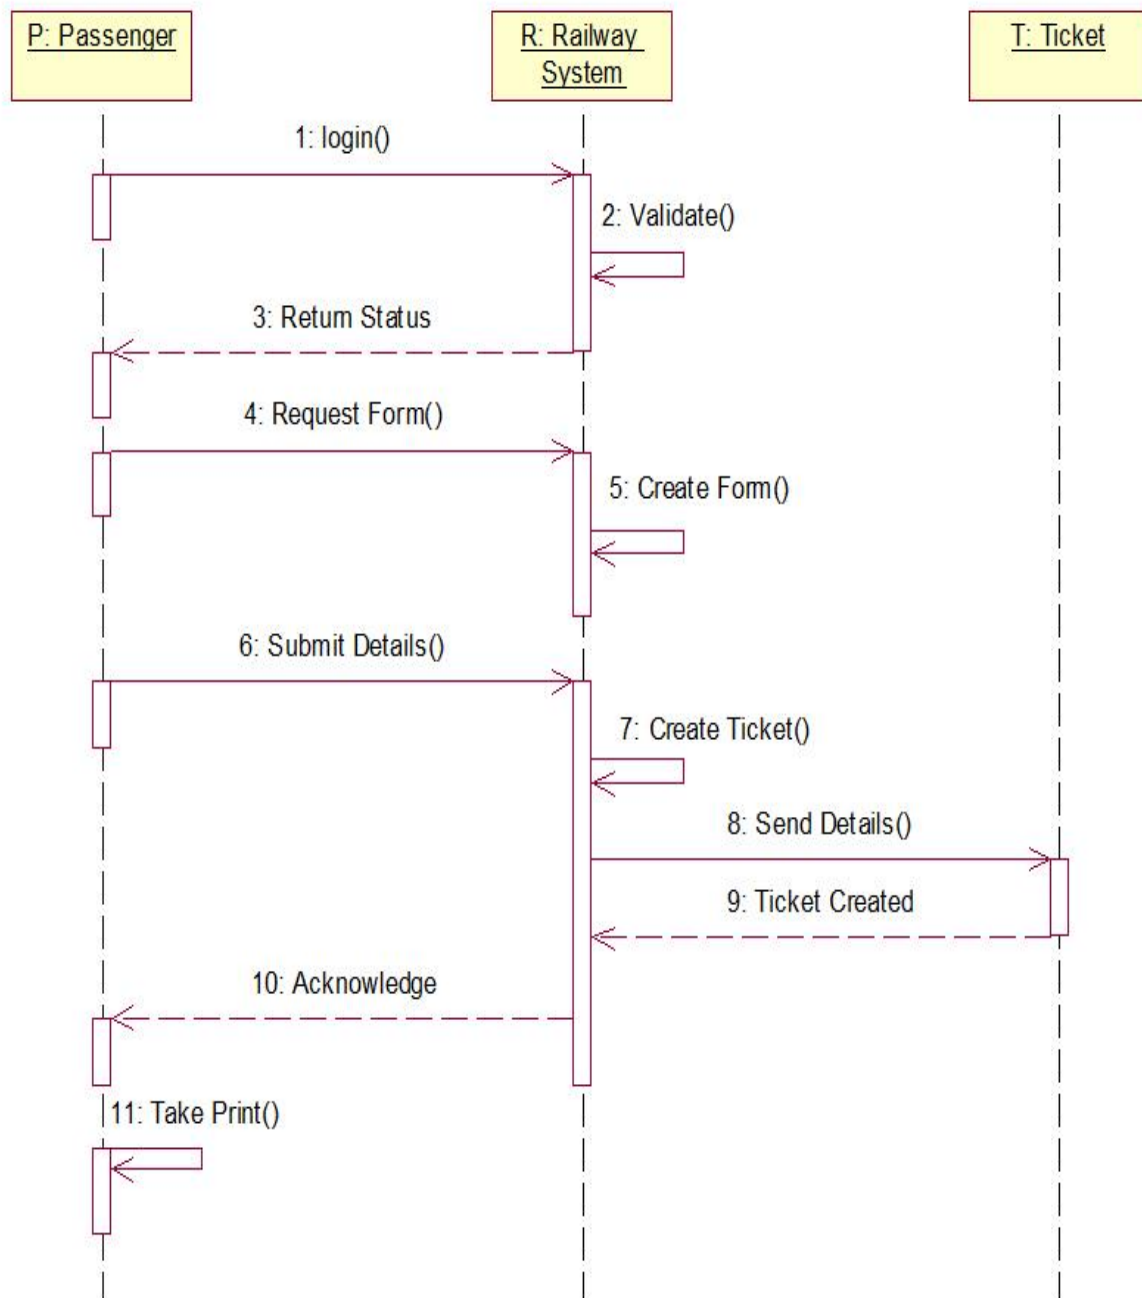 P: Passenger
R: Railway
System
T: Ticket
1: login()
2: Validate()
3: Return Status
4: Request Form()
5: Create Form()
6: Submit Details()
7: Create Ticket()
8: Send Details()
9: Ticket Created
10: Acknowledge
11: Take Print()